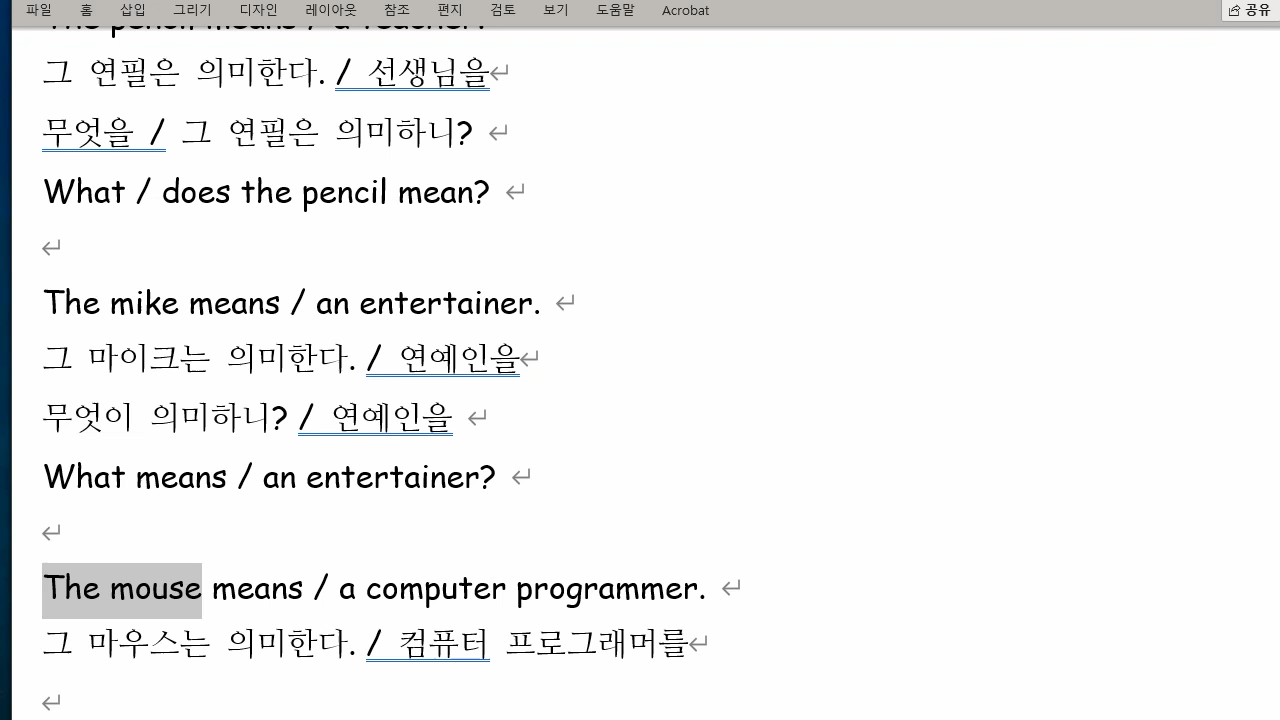 파일 홈 삽입 그리기 디자인 레이아웃 참조 편지 검토 보기 도움말 Acrobat 공유
The pencil means / a teacher.
그 연필은 의미한다. / 선생님을
무엇을 / 그 연필은 의미하니?
What / does the pencil mean?
The mike means / an entertainer.
그 마이크는 의미한다. / 연예인을
무엇이 의미하니? / 연예인을
What means / an entertainer?
The mouse means / a computer programmer.
그 마우스는 의미한다. / 컴퓨터 프로그래머를